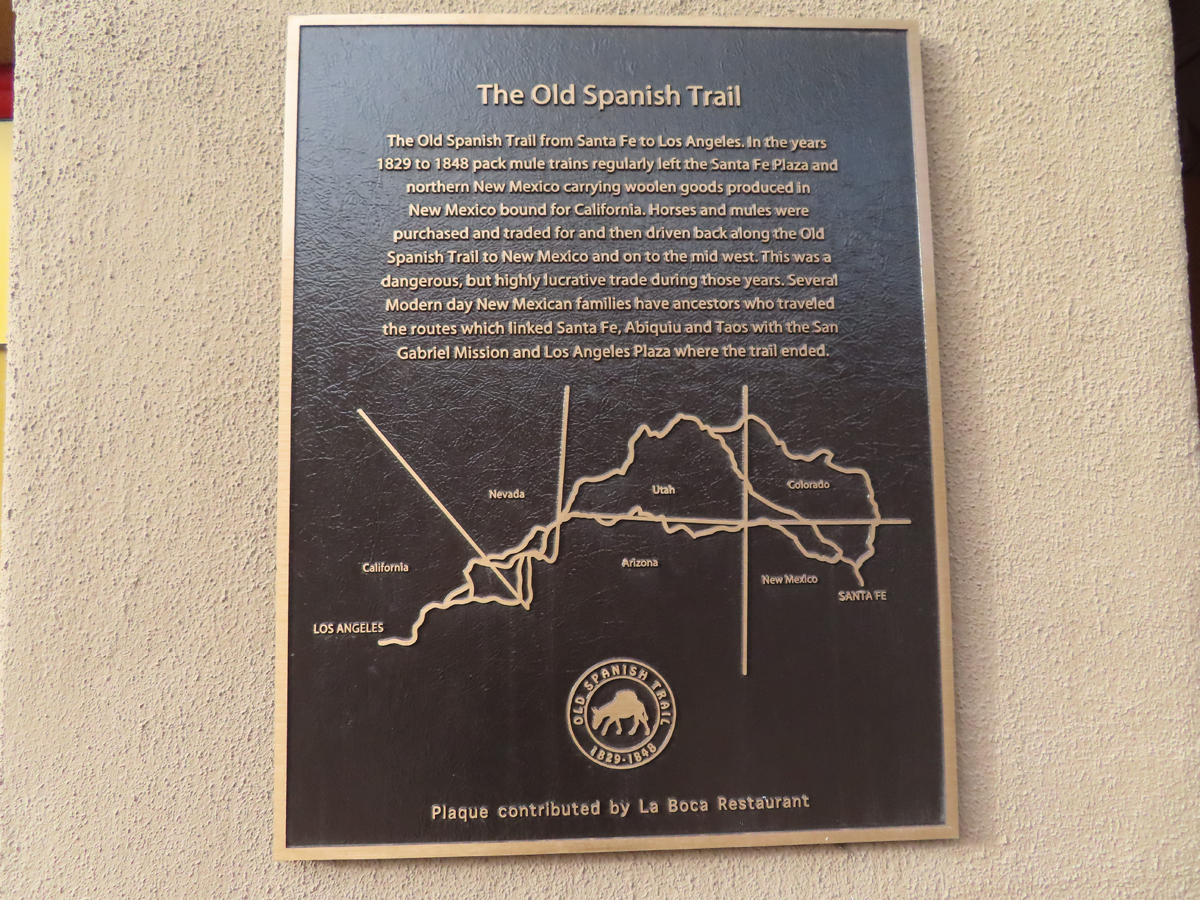 The Old Spanish Trail
The Old Spanish Trail from Santa Fe to Los Angeles. In the years
1829 to 1848 pack mule trains regularly left the Santa Fe Plaza and
northern New Mexico carrying woolen goods produced in
New Mexico bound for California. Horses and mules were
purchased and traded for and then driven back along the Old
Spanish Trail to New Mexico and on to the mid west. This was a
dangerous, but highly lucrative trade during those years. Several
Modern day New Mexican families have ancestors who traveled
the routes which linked Santa Fe, Abiquiu and Taos with the San
Gabriel Mission and Los Angeles Plaza where the trail ended.
Nevada
Utah
Colorado
California
Arizona
New Mexico
SANTA FE
LOS ANGELES
OLD SPANISH TRAIL
1829-1848
Plaque contributed by La Boca Restaurant